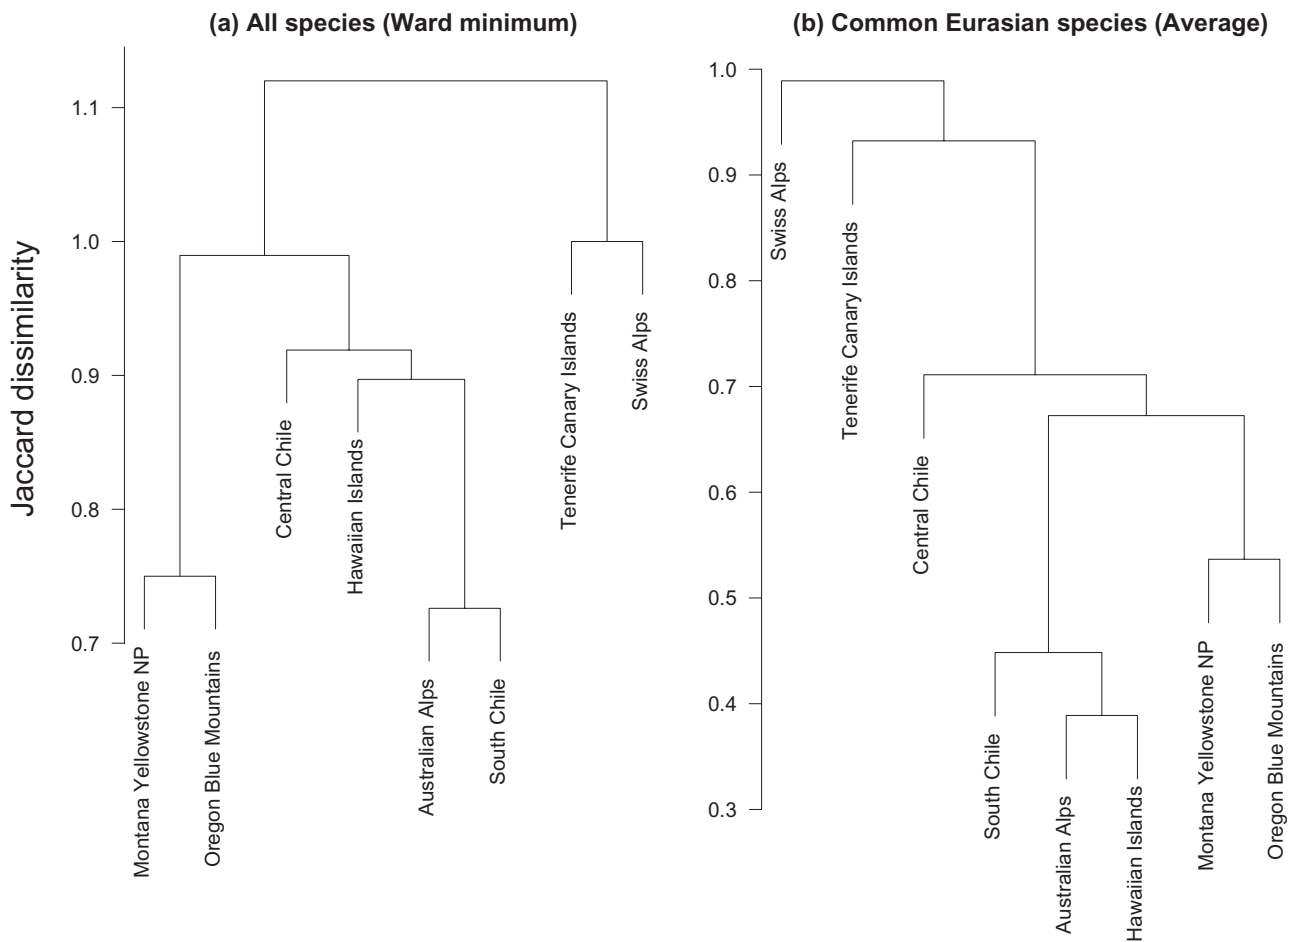 (a) All species (Ward minimum)
Jaccard dissimilarity
1.1
1.0
0.9
0.8
0.7
Montana Yellowstone NP
Oregon Blue Mountains
Central Chile
Hawaiian Islands
Australian Alps
South Chile
Tenerife Canary Islands
Swiss Alps
(b) Common Eurasian species (Average)
1.0
0.9
0.8
0.7
0.6
0.5
0.4
0.3
Swiss Alps
Tenerife Canary Islands
Central Chile
South Chile
Australian Alps
Hawaiian Islands
Montana Yellowstone NP
Oregon Blue Mountains